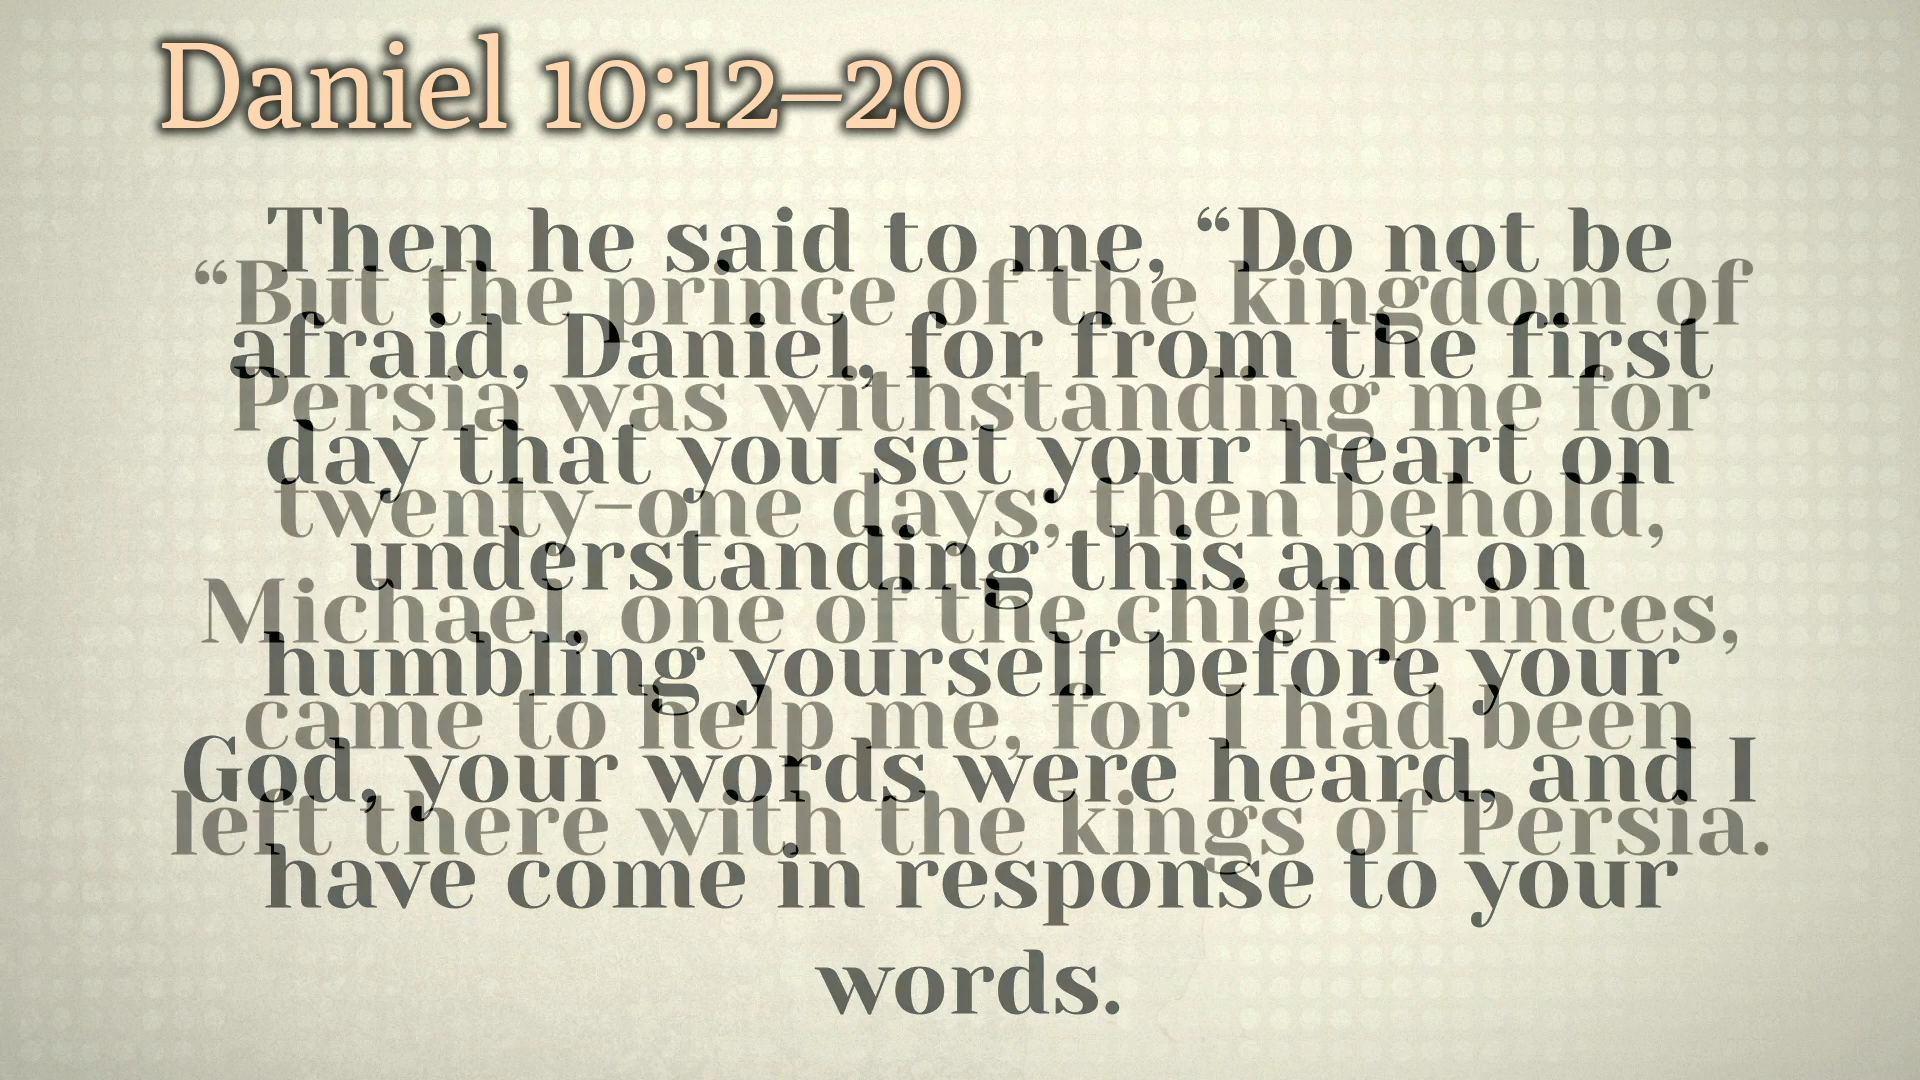 Daniel 10:12–20
Then he said to me, “Do not be
afraid, Daniel, for from the first
day that you set your heart on
understanding this and on
humbling yourself before your
God, your words were heard, and I
have come in response to your
words.
“But the prince of the kingdom of
Persia was withstanding me for
twenty-one days; then behold,
Michael, one of the chief princes,
came to help me, for I had been
left there with the kings of Persia.